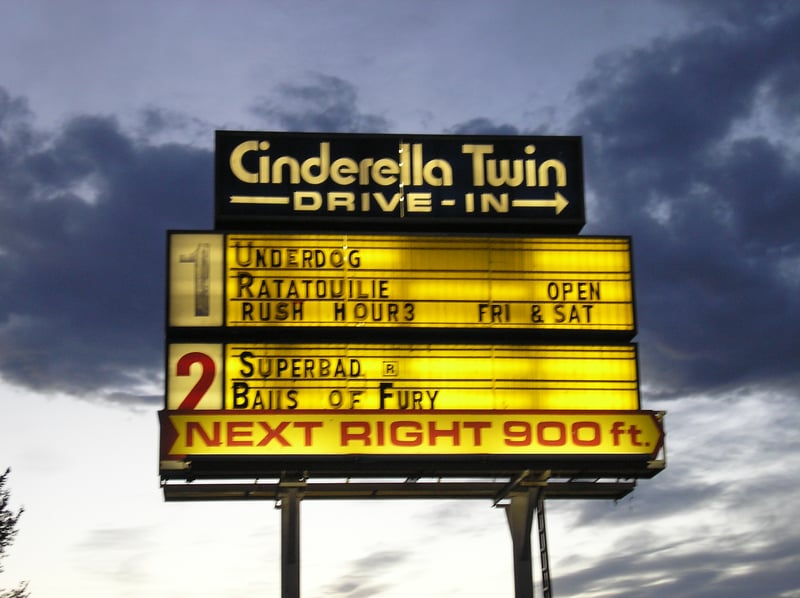 Cinderella Twin
DRIVE-IN
1
UNDERDOG
RATATOUILIE OPEN
RUSH HOUR3 FRI & SAT
2
SUPERBAD R
BAllS OF FURY
NEXT RIGHT 900 ft.